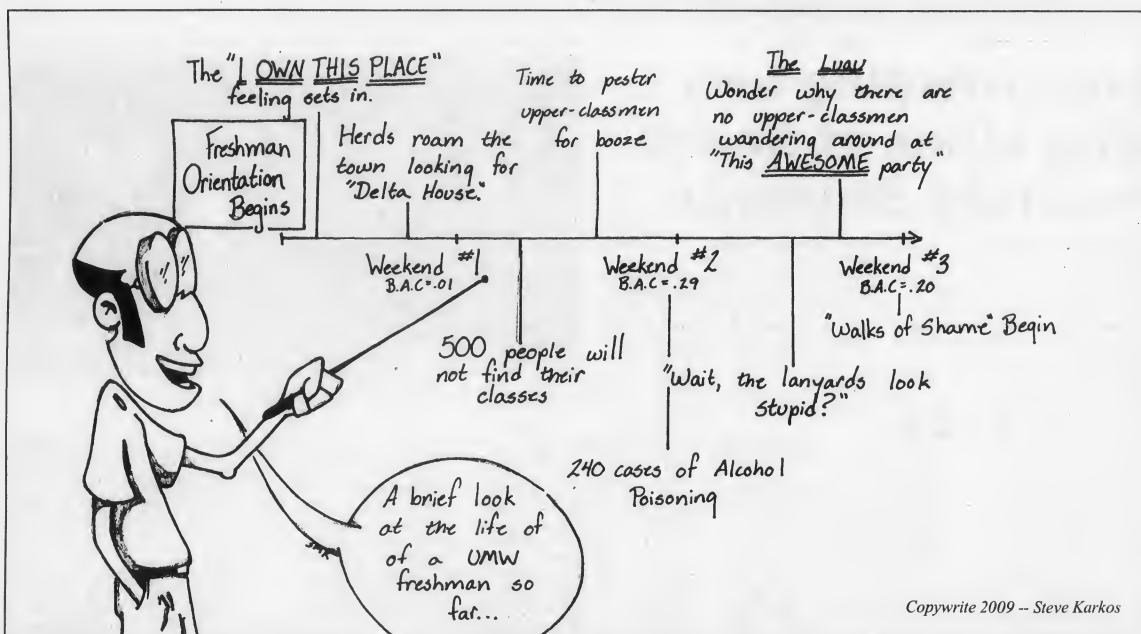 The "I OWN THIS PLACE"
feeling sets in.
Freshman
Orientation
Begins
Herds roam the
town looking for
"Delta House."
Time to pester
upper-classmen
for booze
The Luau
Wonder why there are
no upper-classmen
wandering around at
"This AWESOME party"
Weekend #1
B.A.C = .01
Weekend #2
B.A.C = .29
Weekend #3
B.A.C = .20
500 people will
not find their
classes
"Wait, the lanyards look
stupid?"
"Walks of Shame" Begin
240 cases of Alcohol
Poisoning
A brief look
at the life of
of a UMW
freshman so
far...
SMK
Copywrite 2009 -- Steve Karkos